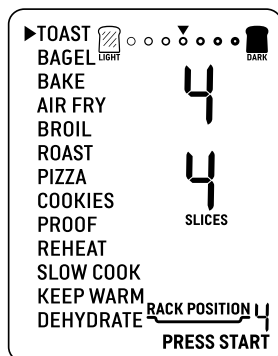 ▶TOAST
LIGHT
DARK
BAGEL
4
BAKE
AIR FRY
BROIL
ROAST
4
PIZZA
COOKIES
SLICES
PROOF
REHEAT
SLOW COOK
KEEP WARM
RACK POSITION 4
DEHYDRATE
PRESS START